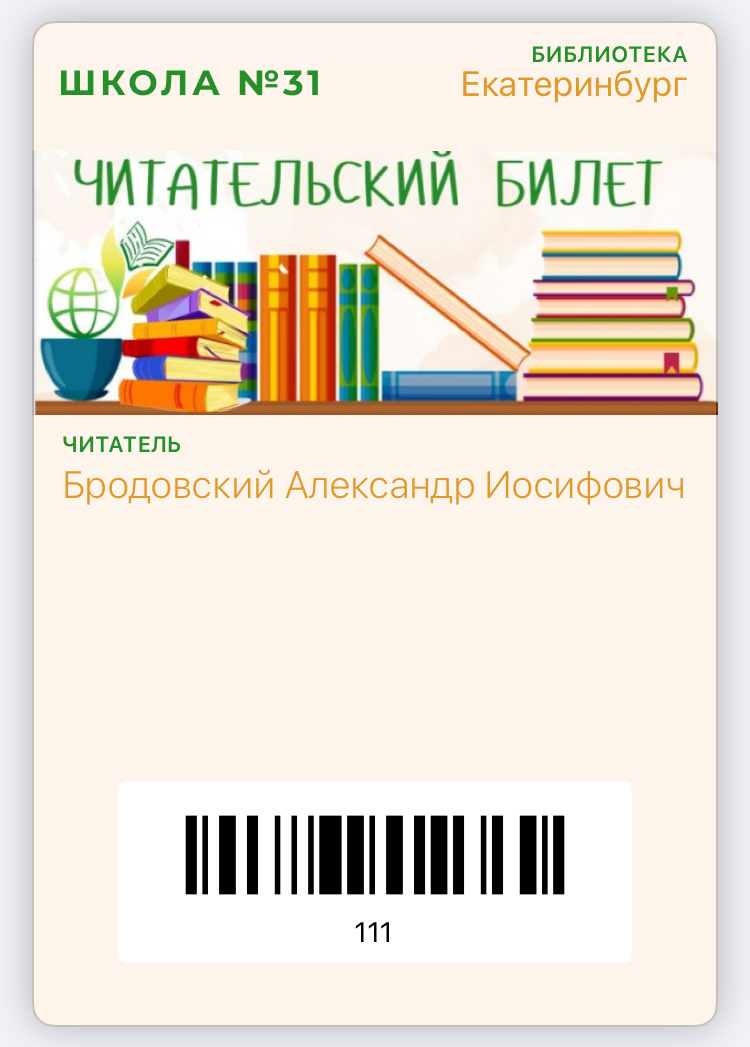 ШКОЛА №31
БИБЛИОТЕКА
Екатеринбург
ЧИТАТЕЛЬСКИЙ БИЛЕТ
ЧИТАТЕЛЬ
Бродовский Александр Иосифович
111